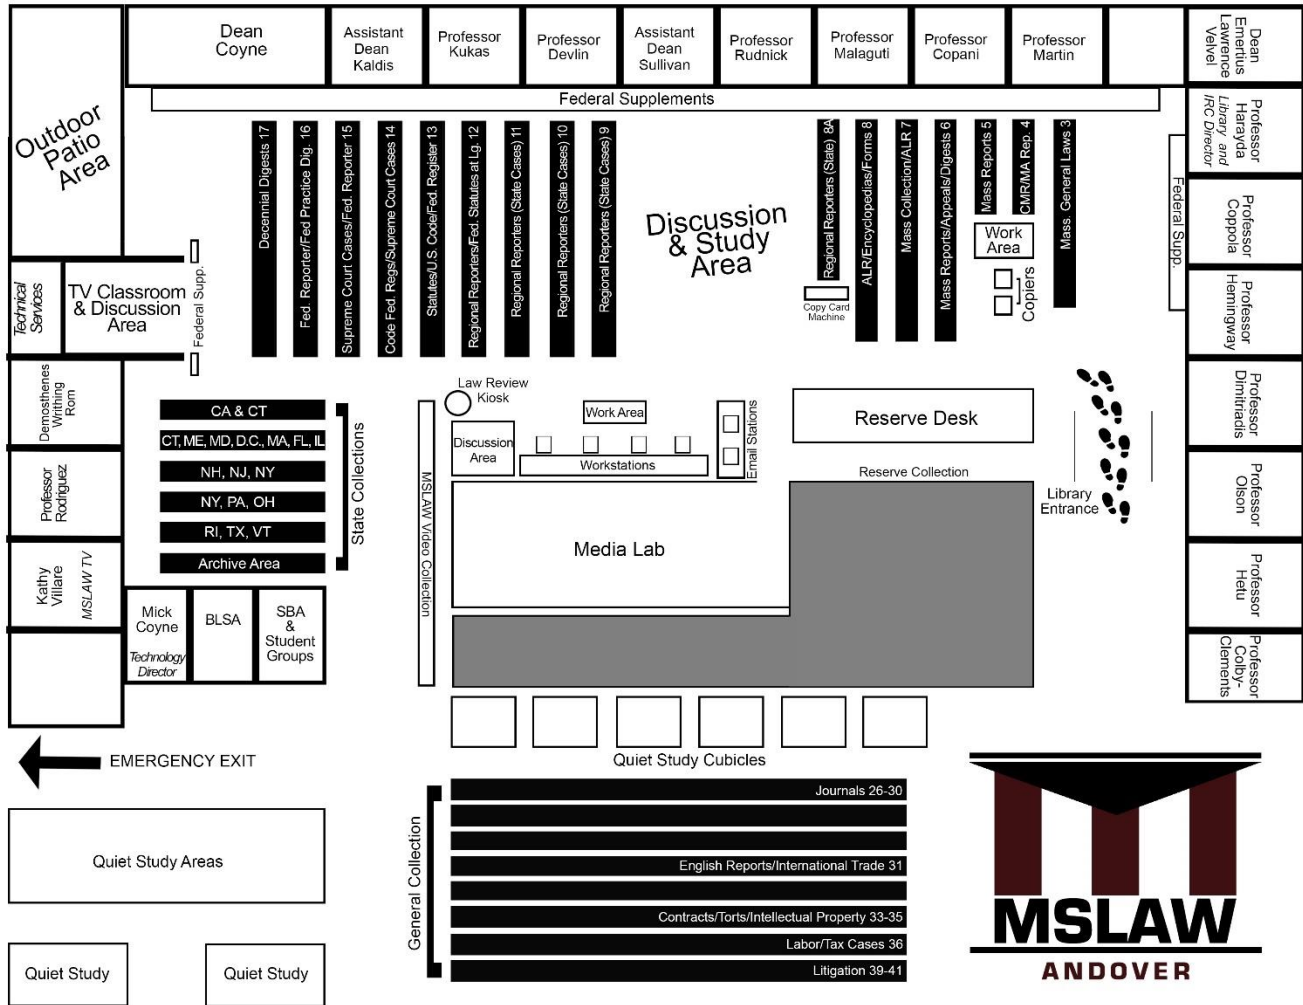 Dean
Coyne
Assistant
Dean
Kaldis
Professor
Kukas
Professor
Devlin
Assistant
Dean
Sullivan
Professor
Rudnick
Professor
Malaguti
Professor
Copani
Professor
Martin
Dean
Emertius
Lawrence
Velvel
Federal Supplements
Outdoor
Patio
Area
Decennial Digests 17
Fed. Reporter/Fed Practice Dig. 16
Supreme Court Cases/Fed. Reporter 15
Code Fed. Regs/Supreme Court Cases 14
Statutes/U.S. Code/Fed. Register 13
Regional Reporters/Fed. Statutes at Lg. 12
Regional Reporters (State Cases) 11
Regional Reporters (State Cases) 10
Regional Reporters (State Cases) 9
Discussion
& Study
Area
Regional Reporters (State) 8A
ALR/Encyclopedias/Forms 8
Mass Collection/ALR 7
Mass Reports/Appeals/Digests 6
Mass Reports 5
CMR/MA Rep. 4
Mass. General Laws 3
Work
Area
Copiers
Copy Card
Machine
Federal Supp.
Professor
Harayda
Library and
IRC Director
Professor
Coppola
Professor
Hemingway
Professor
Dimitriadis
Professor
Olson
Professor
Hetu
Professor
Colby-
Clements
Technical
Services
TV Classroom
& Discussion
Area
Federal Supp.
Demosthenes
Writhing
Rom
Professor
Rodriguez
Kathy
Villare
MSLAW TV
CA & CT
CT, ME, MD, D.C., MA, FL, IL
NH, NJ, NY
NY, PA, OH
RI, TX, VT
Archive Area
State Collections
Mick
Coyne
Technology
Director
BLSA
SBA
&
Student
Groups
MSLAW Video Collection
Law Review
Kiosk
Discussion
Area
Work Area
Workstations
Email Stations
Reserve Desk
Reserve Collection
Media Lab
Library
Entrance
EMERGENCY EXIT
Quiet Study Cubicles
Quiet Study Areas
Quiet Study
Quiet Study
General Collection
Journals 26-30
English Reports/International Trade 31
Contracts/Torts/Intellectual Property 33-35
Labor/Tax Cases 36
Litigation 39-41
MSLAW
ANDOVER